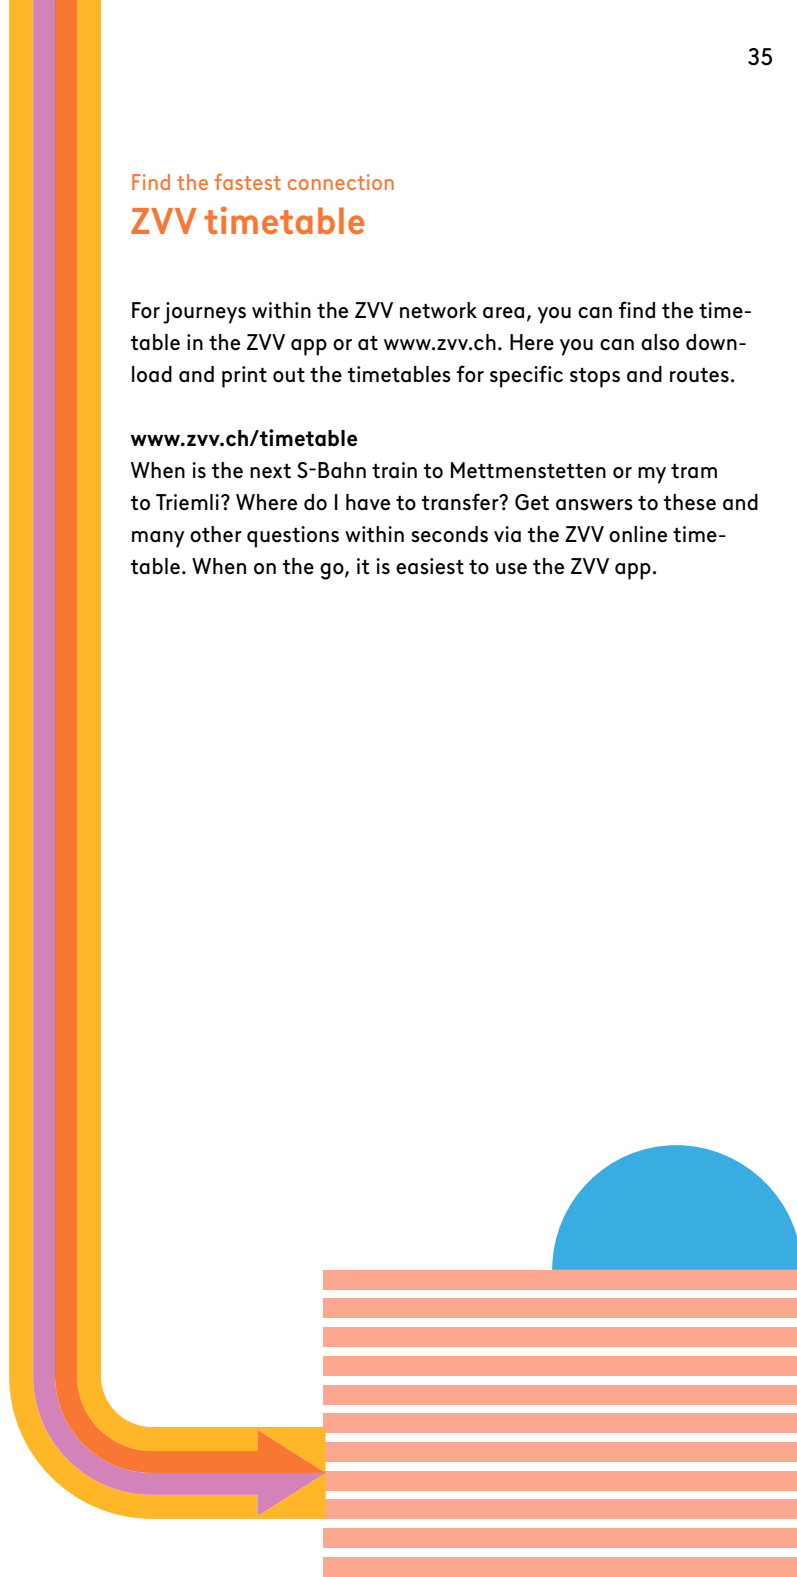 35
Find the fastest connection
ZVV timetable
For journeys within the ZVV network area, you can find the time-
table in the ZVV app or at www.zvv.ch. Here you can also down-
load and print out the timetables for specific stops and routes.
www.zvv.ch/timetable
When is the next S-Bahn train to Mettmenstetten or my tram
to Triemli? Where do I have to transfer? Get answers to these and
many other questions within seconds via the ZVV online time-
table. When on the go, it is easiest to use the ZVV app.